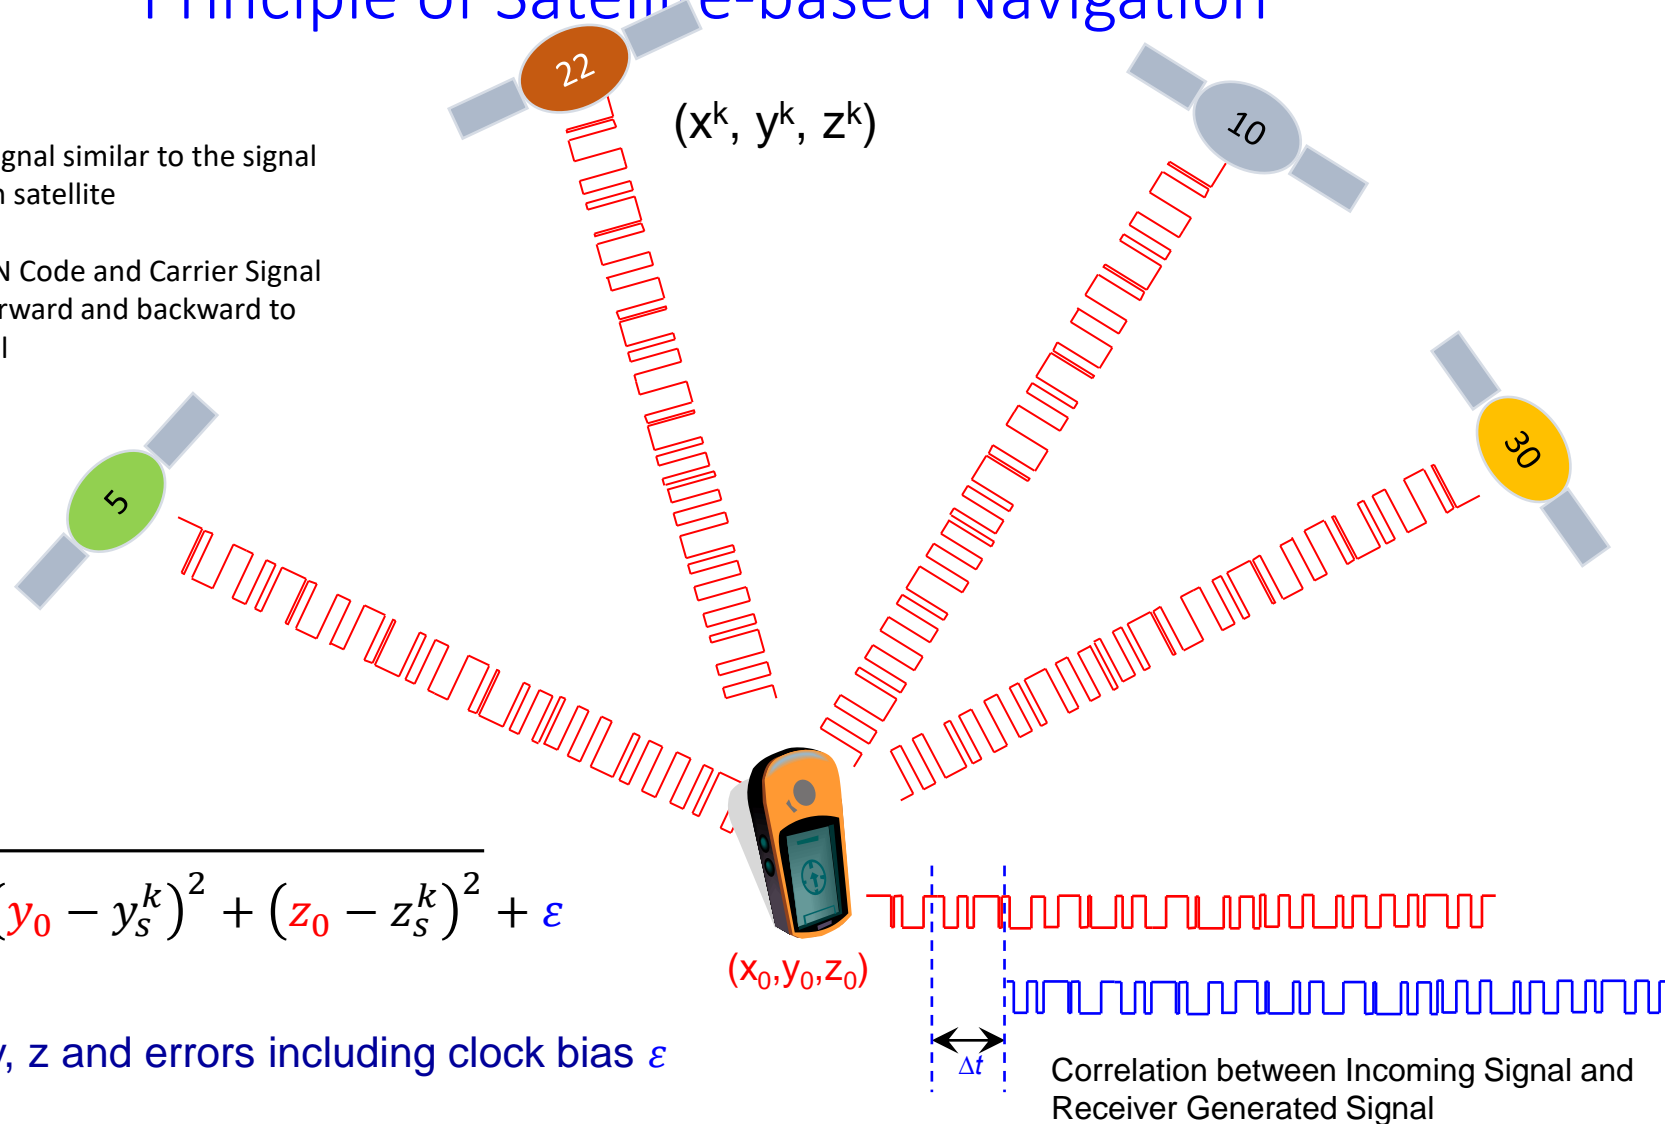 Principle of Satellite-based Navigation
22
(xᵏ, yᵏ, zᵏ)
10
gnal similar to the signal
n satellite
N Code and Carrier Signal
rward and backward to
l
30
5
(y₀ − yₛᵏ)² + (z₀ − zₛᵏ)² + ε
(x₀,y₀,z₀)
, z and errors including clock bias ε
Δt
Correlation between Incoming Signal and
Receiver Generated Signal